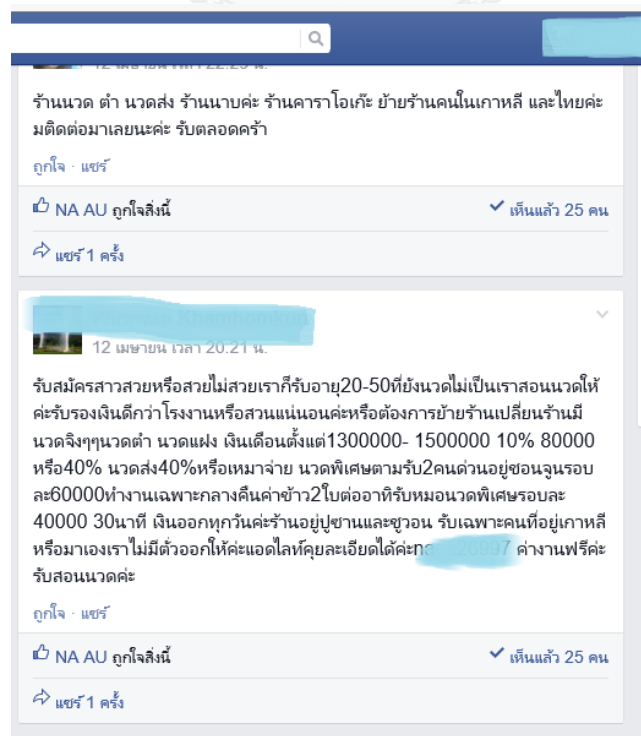 ร้านนวด ตำ นวดส่ง ร้านนาบค่ะ ร้านคาราโอเก๊ะ ย้ายร้านคนในเกาหลี และไทยค่ะ
มติดต่อมาเลยนะค่ะ รับตลอดคร้า
ถูกใจ · แชร์
NA AU ถูกใจสิ่งนี้
เห็นแล้ว 25 คน
แชร์ 1 ครั้ง
12 เมษายน เวลา 20:21 น.
รับสมัครสาวสวยหรือสวยไม่สวยเราก็รับอายุ20-50ที่ยังนวดไม่เป็นเราสอนนวดให้
ค่ะรับรองเงินดีกว่าโรงงานหรือสวนแน่นอนค่ะหรือต้องการย้ายร้านเปลี่ยนร้านมี
นวดจิงๆๆนวดตำ นวดแฝง เงินเดือนตั้งแต่1300000- 1500000 10% 80000
หรือ40% นวดส่ง40%หรือเหมาจ่าย นวดพิเศษตามรับ2คนด่วนอยู่ซอนจูนรอบ
ละ60000ทำงานเฉพาะกลางคืนค่าข้าว2ใบต่ออาทิรับหมอนวดพิเศษรอบละ
40000 30นาที เงินออกทุกวันค่ะร้านอยู่ปูซานและซูวอน รับเฉพาะคนที่อยู่เกาหลี
หรือมาเองเราไม่มีตั่วออกให้ค่ะแอดไลท์คุยละเอียดได้ค่ะ ค่างานฟรีค่ะ
รับสอนนวดค่ะ
ถูกใจ · แชร์
NA AU ถูกใจสิ่งนี้
เห็นแล้ว 25 คน
แชร์ 1 ครั้ง